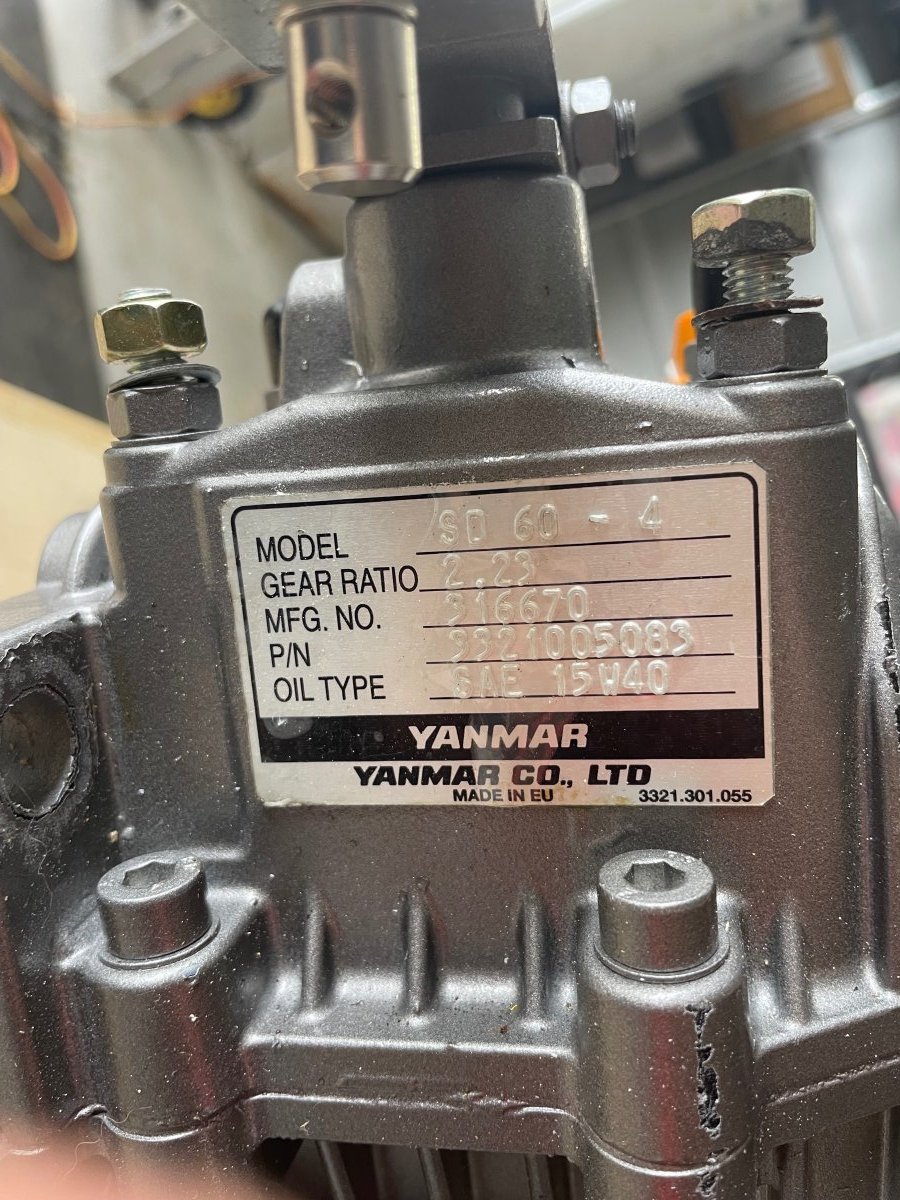 MODEL SD 60 - 4
GEAR RATIO 2.23
MFG. NO. 316670
P/N 3321005083
OIL TYPE SAE 15W40
YANMAR
YANMAR CO., LTD
MADE IN EU 3321.301.055